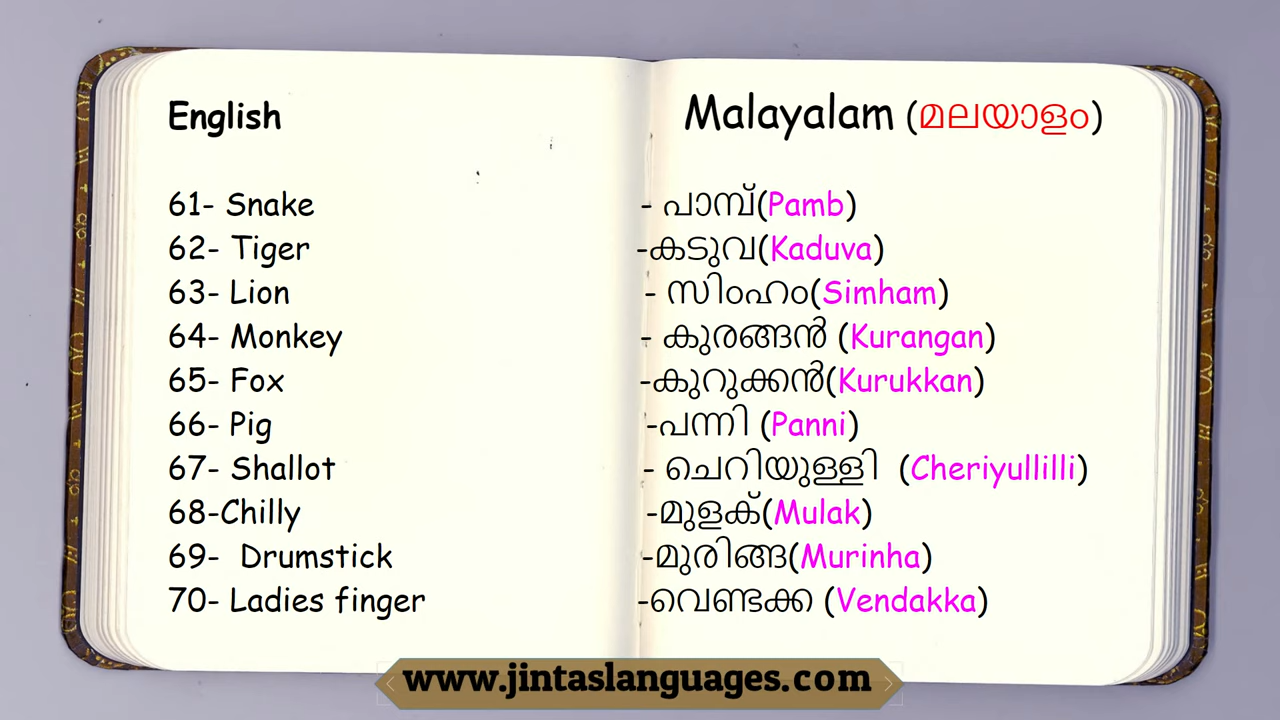 English Malayalam (മലയാളം)
61- Snake - പാമ്പ്(Pamb)
62- Tiger -കടുവ(Kaduva)
63- Lion - സിംഹം(Simham)
64- Monkey - കുരങ്ങൻ (Kurangan)
65- Fox -കുറുക്കൻ(Kurukkan)
66- Pig -പന്നി (Panni)
67- Shallot - ചെറിയുള്ളി (Cheriyullilli)
68-Chilly -മുളക്(Mulak)
69- Drumstick -മുരിങ്ങ(Murinha)
70- Ladies finger -വെണ്ടക്ക (Vendakka)
www.jintaslanguages.com